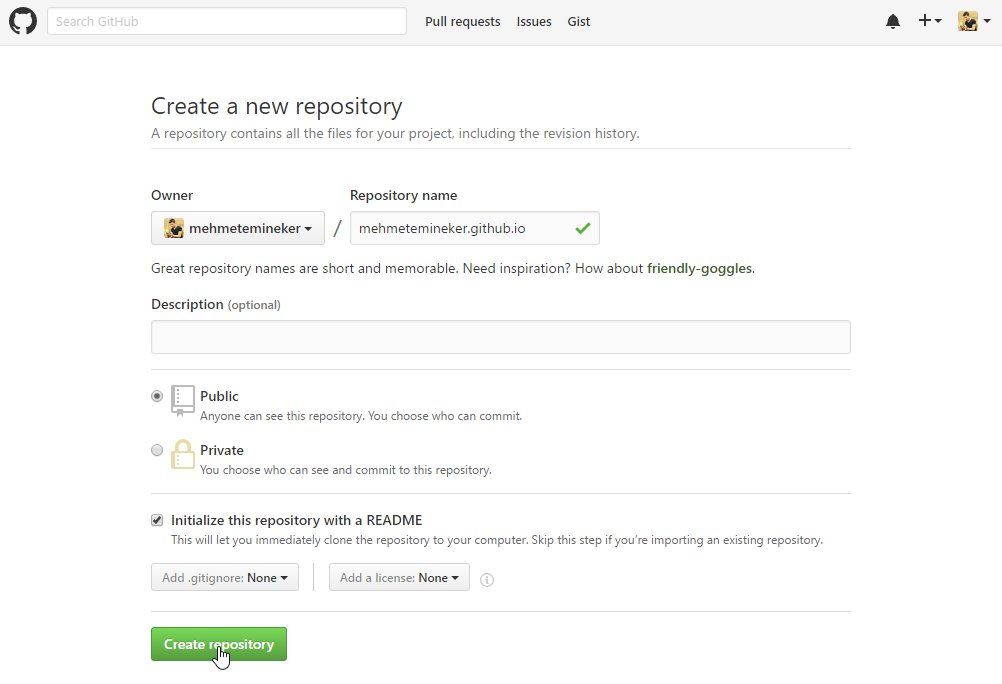 Search GitHub Pull requests Issues Gist
Create a new repository
A repository contains all the files for your project, including the revision history.
Owner Repository name
mehmetemineker / mehmetemineker.github.io
Great repository names are short and memorable. Need inspiration? How about friendly-goggles.
Description (optional)
Public
Anyone can see this repository. You choose who can commit.
Private
You choose who can see and commit to this repository.
Initialize this repository with a README
This will let you immediately clone the repository to your computer. Skip this step if you're importing an existing repository.
Add .gitignore: None Add a license: None
Create repository